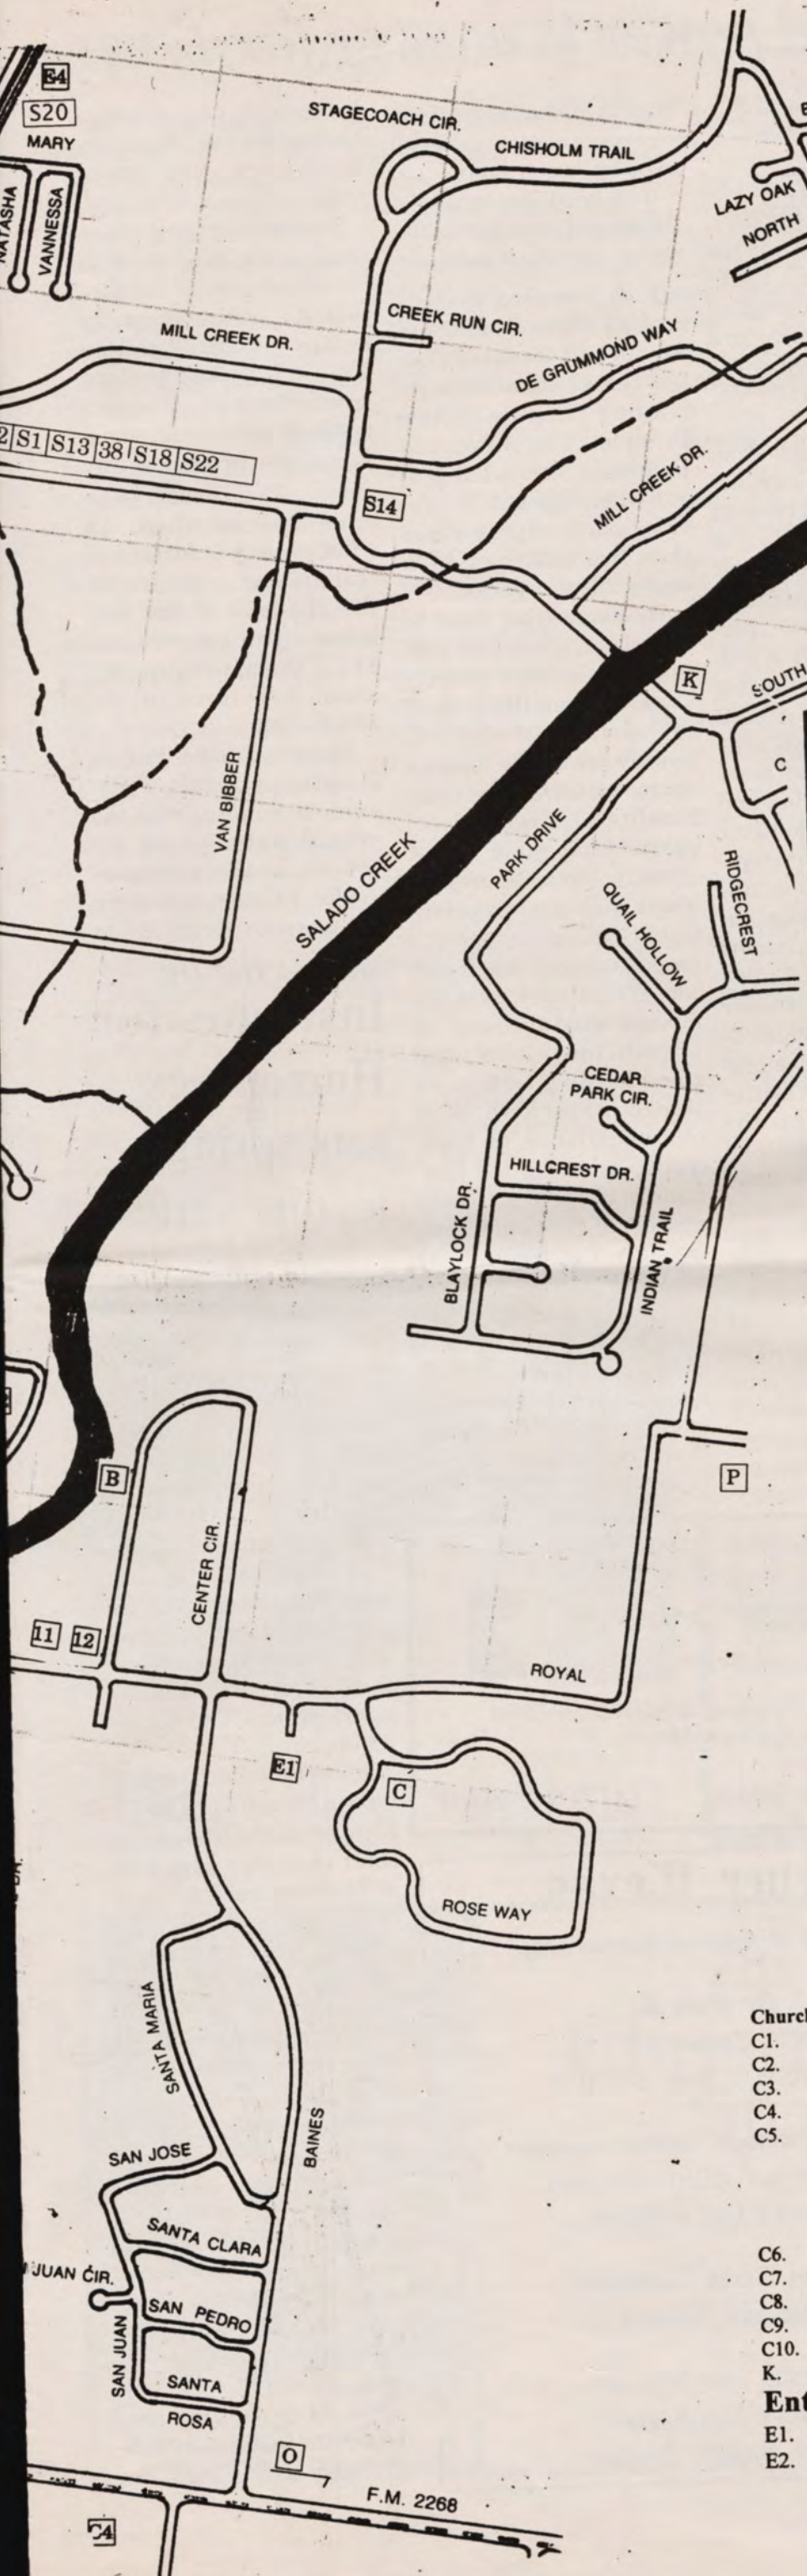 E4
S20
MARY
NATASHA
VANNESSA
STAGECOACH CIR.
CHISHOLM TRAIL
LAZY OAK
NORTH
CREEK RUN CIR.
MILL CREEK DR.
DE GRUMMOND WAY
2 S1 S13 38 S18 S22
S14
MILL CREEK DR.
K
SOUTH
C
VAN BIBBER
SALADO CREEK
PARK DRIVE
RIDGECREST
QUAIL HOLLOW
CEDAR
PARK CIR.
HILLCREST DR.
BLAYLOCK DR.
INDIAN TRAIL
B
P
CENTER CIR.
11 12
ROYAL
E1
C
ROSE WAY
SANTA MARIA
BAINES
SAN JOSE
SANTA CLARA
JUAN CIR.
SAN PEDRO
SAN JUAN
SANTA
ROSA
O
F.M. 2268
C4
Church
C1.
C2.
C3.
C4.
C5.
C6.
C7.
C8.
C9.
C10.
K.
Ent
E1.
E2.